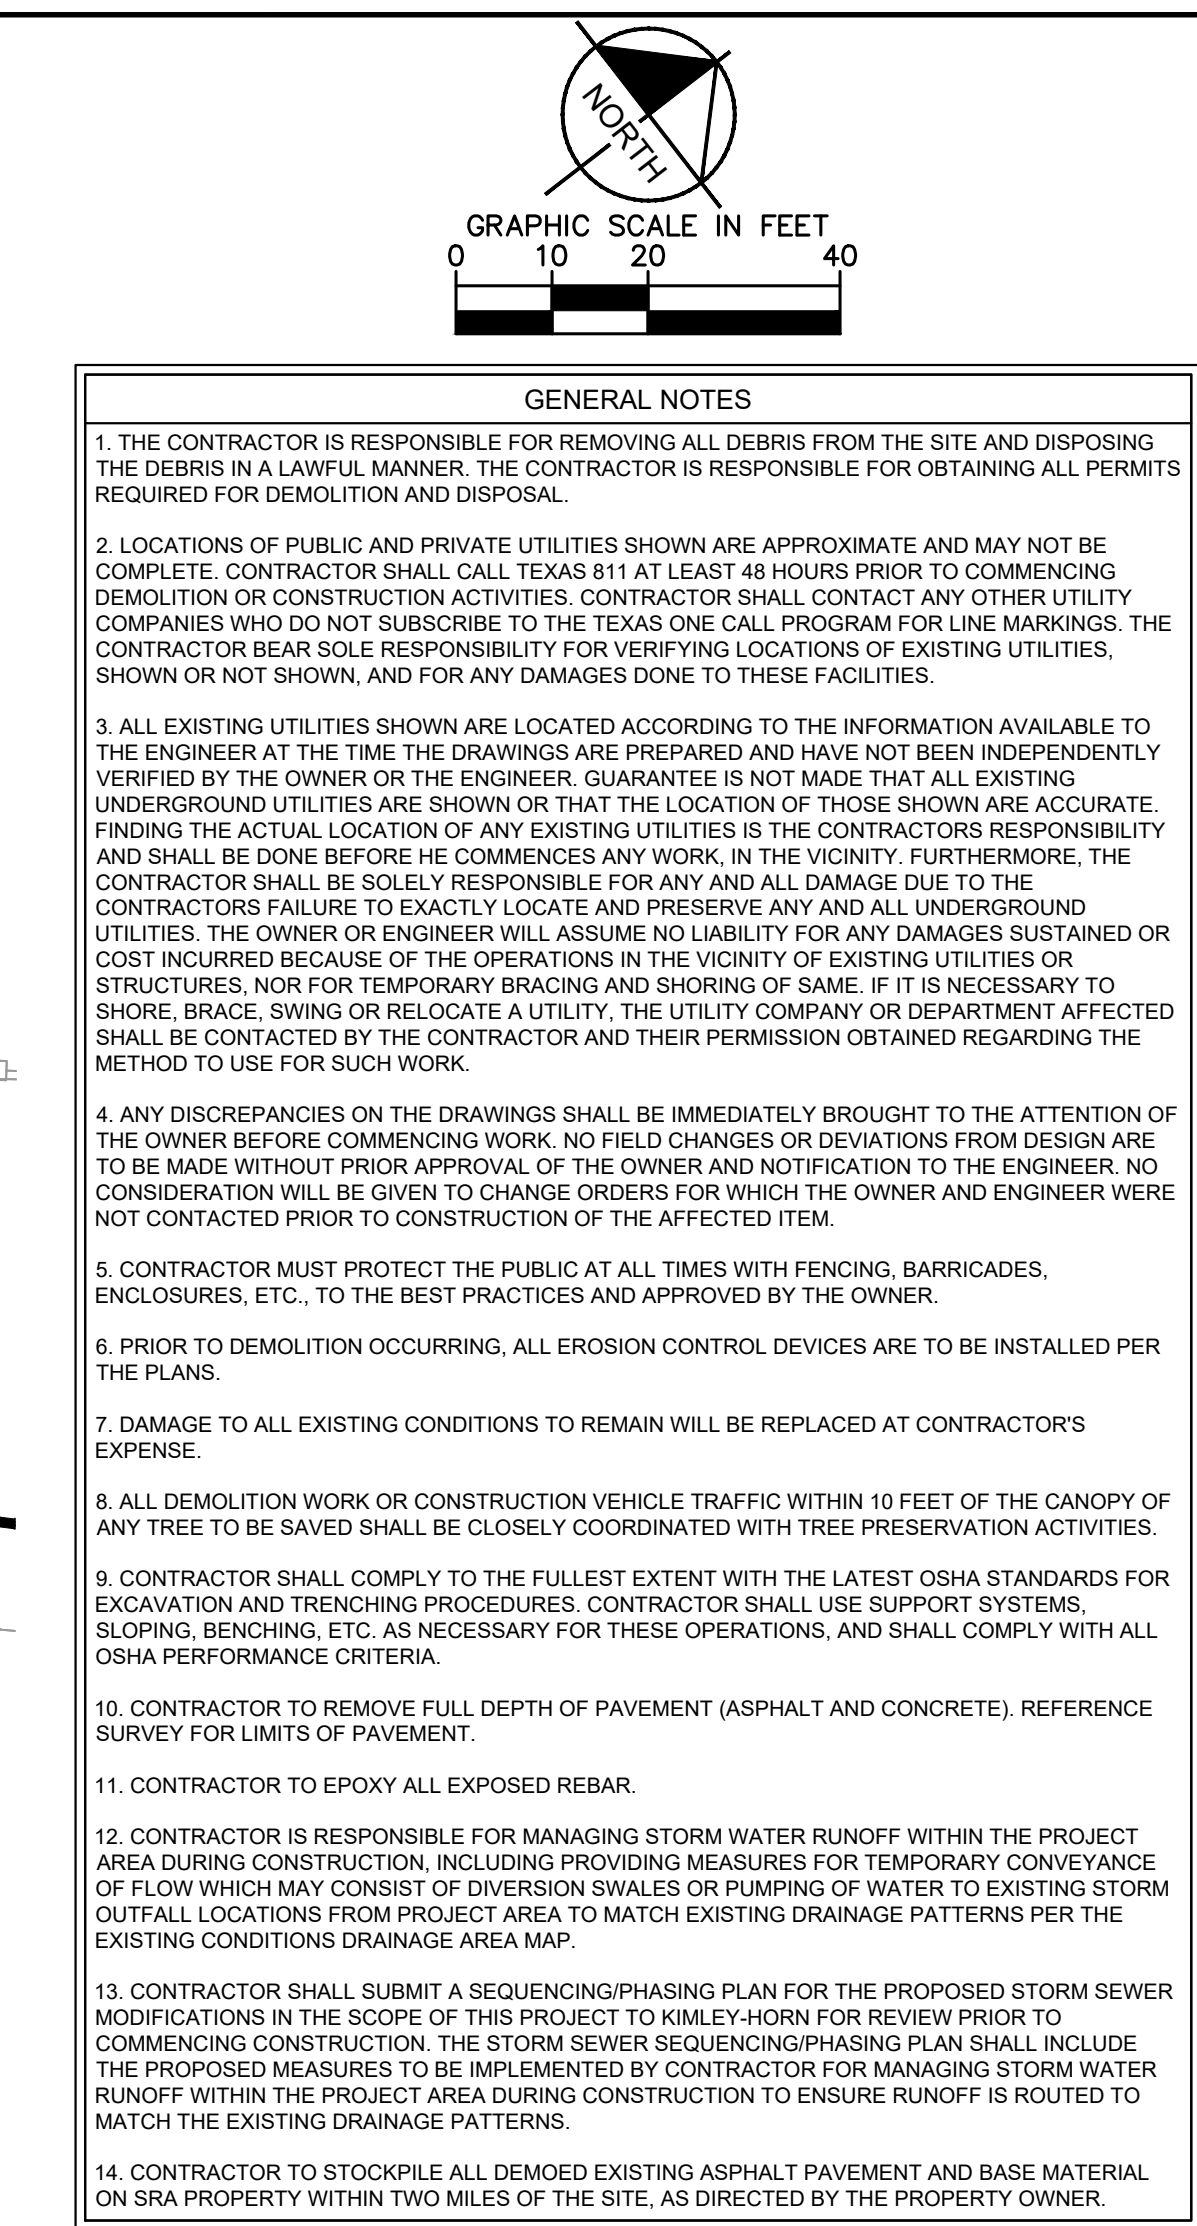 NORTH
GRAPHIC SCALE IN FEET
0 10 20 40
GENERAL NOTES
1. THE CONTRACTOR IS RESPONSIBLE FOR REMOVING ALL DEBRIS FROM THE SITE AND DISPOSING
THE DEBRIS IN A LAWFUL MANNER. THE CONTRACTOR IS RESPONSIBLE FOR OBTAINING ALL PERMITS
REQUIRED FOR DEMOLITION AND DISPOSAL.
2. LOCATIONS OF PUBLIC AND PRIVATE UTILITIES SHOWN ARE APPROXIMATE AND MAY NOT BE
COMPLETE. CONTRACTOR SHALL CALL TEXAS 811 AT LEAST 48 HOURS PRIOR TO COMMENCING
DEMOLITION OR CONSTRUCTION ACTIVITIES. CONTRACTOR SHALL CONTACT ANY OTHER UTILITY
COMPANIES WHO DO NOT SUBSCRIBE TO THE TEXAS ONE CALL PROGRAM FOR LINE MARKINGS. THE
CONTRACTOR BEAR SOLE RESPONSIBILITY FOR VERIFYING LOCATIONS OF EXISTING UTILITIES,
SHOWN OR NOT SHOWN, AND FOR ANY DAMAGES DONE TO THESE FACILITIES.
3. ALL EXISTING UTILITIES SHOWN ARE LOCATED ACCORDING TO THE INFORMATION AVAILABLE TO
THE ENGINEER AT THE TIME THE DRAWINGS ARE PREPARED AND HAVE NOT BEEN INDEPENDENTLY
VERIFIED BY THE OWNER OR THE ENGINEER. GUARANTEE IS NOT MADE THAT ALL EXISTING
UNDERGROUND UTILITIES ARE SHOWN OR THAT THE LOCATION OF THOSE SHOWN ARE ACCURATE.
FINDING THE ACTUAL LOCATION OF ANY EXISTING UTILITIES IS THE CONTRACTORS RESPONSIBILITY
AND SHALL BE DONE BEFORE HE COMMENCES ANY WORK, IN THE VICINITY. FURTHERMORE, THE
CONTRACTOR SHALL BE SOLELY RESPONSIBLE FOR ANY AND ALL DAMAGE DUE TO THE
CONTRACTORS FAILURE TO EXACTLY LOCATE AND PRESERVE ANY AND ALL UNDERGROUND
UTILITIES. THE OWNER OR ENGINEER WILL ASSUME NO LIABILITY FOR ANY DAMAGES SUSTAINED OR
COST INCURRED BECAUSE OF THE OPERATIONS IN THE VICINITY OF EXISTING UTILITIES OR
STRUCTURES, NOR FOR TEMPORARY BRACING AND SHORING OF SAME. IF IT IS NECESSARY TO
SHORE, BRACE, SWING OR RELOCATE A UTILITY, THE UTILITY COMPANY OR DEPARTMENT AFFECTED
SHALL BE CONTACTED BY THE CONTRACTOR AND THEIR PERMISSION OBTAINED REGARDING THE
METHOD TO USE FOR SUCH WORK.
4. ANY DISCREPANCIES ON THE DRAWINGS SHALL BE IMMEDIATELY BROUGHT TO THE ATTENTION OF
THE OWNER BEFORE COMMENCING WORK. NO FIELD CHANGES OR DEVIATIONS FROM DESIGN ARE
TO BE MADE WITHOUT PRIOR APPROVAL OF THE OWNER AND NOTIFICATION TO THE ENGINEER. NO
CONSIDERATION WILL BE GIVEN TO CHANGE ORDERS FOR WHICH THE OWNER AND ENGINEER WERE
NOT CONTACTED PRIOR TO CONSTRUCTION OF THE AFFECTED ITEM.
5. CONTRACTOR MUST PROTECT THE PUBLIC AT ALL TIMES WITH FENCING, BARRICADES,
ENCLOSURES, ETC., TO THE BEST PRACTICES AND APPROVED BY THE OWNER.
6. PRIOR TO DEMOLITION OCCURRING, ALL EROSION CONTROL DEVICES ARE TO BE INSTALLED PER
THE PLANS.
7. DAMAGE TO ALL EXISTING CONDITIONS TO REMAIN WILL BE REPLACED AT CONTRACTOR'S
EXPENSE.
8. ALL DEMOLITION WORK OR CONSTRUCTION VEHICLE TRAFFIC WITHIN 10 FEET OF THE CANOPY OF
ANY TREE TO BE SAVED SHALL BE CLOSELY COORDINATED WITH TREE PRESERVATION ACTIVITIES.
9. CONTRACTOR SHALL COMPLY TO THE FULLEST EXTENT WITH THE LATEST OSHA STANDARDS FOR
EXCAVATION AND TRENCHING PROCEDURES. CONTRACTOR SHALL USE SUPPORT SYSTEMS,
SLOPING, BENCHING, ETC. AS NECESSARY FOR THESE OPERATIONS, AND SHALL COMPLY WITH ALL
OSHA PERFORMANCE CRITERIA.
10. CONTRACTOR TO REMOVE FULL DEPTH OF PAVEMENT (ASPHALT AND CONCRETE). REFERENCE
SURVEY FOR LIMITS OF PAVEMENT.
11. CONTRACTOR TO EPOXY ALL EXPOSED REBAR.
12. CONTRACTOR IS RESPONSIBLE FOR MANAGING STORM WATER RUNOFF WITHIN THE PROJECT
AREA DURING CONSTRUCTION, INCLUDING PROVIDING MEASURES FOR TEMPORARY CONVEYANCE
OF FLOW WHICH MAY CONSIST OF DIVERSION SWALES OR PUMPING OF WATER TO EXISTING STORM
OUTFALL LOCATIONS FROM PROJECT AREA TO MATCH EXISTING DRAINAGE PATTERNS PER THE
EXISTING CONDITIONS DRAINAGE AREA MAP.
13. CONTRACTOR SHALL SUBMIT A SEQUENCING/PHASING PLAN FOR THE PROPOSED STORM SEWER
MODIFICATIONS IN THE SCOPE OF THIS PROJECT TO KIMLEY-HORN FOR REVIEW PRIOR TO
COMMENCING CONSTRUCTION. THE STORM SEWER SEQUENCING/PHASING PLAN SHALL INCLUDE
THE PROPOSED MEASURES TO BE IMPLEMENTED BY CONTRACTOR FOR MANAGING STORM WATER
RUNOFF WITHIN THE PROJECT AREA DURING CONSTRUCTION TO ENSURE RUNOFF IS ROUTED TO
MATCH THE EXISTING DRAINAGE PATTERNS.
14. CONTRACTOR TO STOCKPILE ALL DEMOED EXISTING ASPHALT PAVEMENT AND BASE MATERIAL
ON SRA PROPERTY WITHIN TWO MILES OF THE SITE, AS DIRECTED BY THE PROPERTY OWNER.